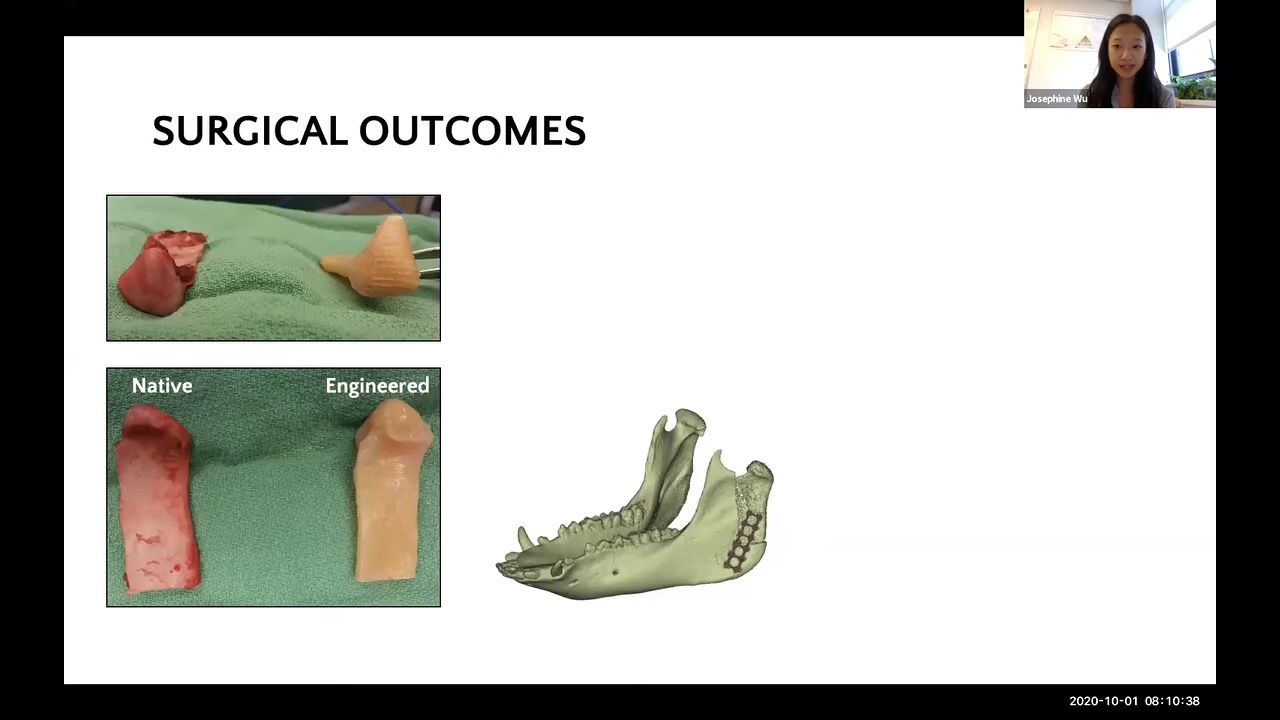 Josephine Wu
SURGICAL OUTCOMES
Native
Engineered
2020-10-01 08:10:38